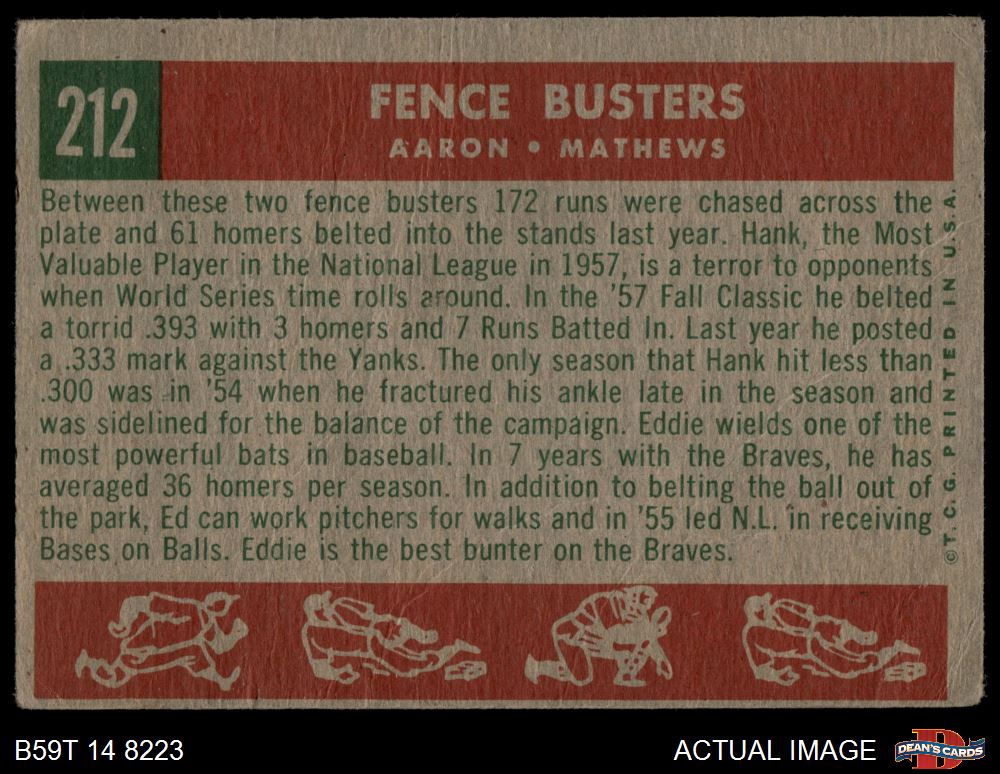 212
FENCE BUSTERS
AARON • MATHEWS
Between these two fence busters 172 runs were chased across the
plate and 61 homers belted into the stands last year. Hank, the Most
Valuable Player in the National League in 1957, is a terror to opponents
when World Series time rolls around. In the '57 Fall Classic he belted
a torrid .393 with 3 homers and 7 Runs Batted In. Last year he posted
a .333 mark against the Yanks. The only season that Hank hit less than
.300 was in '54 when he fractured his ankle late in the season and
was sidelined for the balance of the campaign. Eddie wields one of the
most powerful bats in baseball. In 7 years with the Braves, he has
averaged 36 homers per season. In addition to belting the ball out of
the park, Ed can work pitchers for walks and in '55 led N.L. in receiving
Bases on Balls. Eddie is the best bunter on the Braves.
©T.C.G. PRINTED IN U.S.A.
B59T 14 8223
ACTUAL IMAGE
D
DEAN'S CARDS